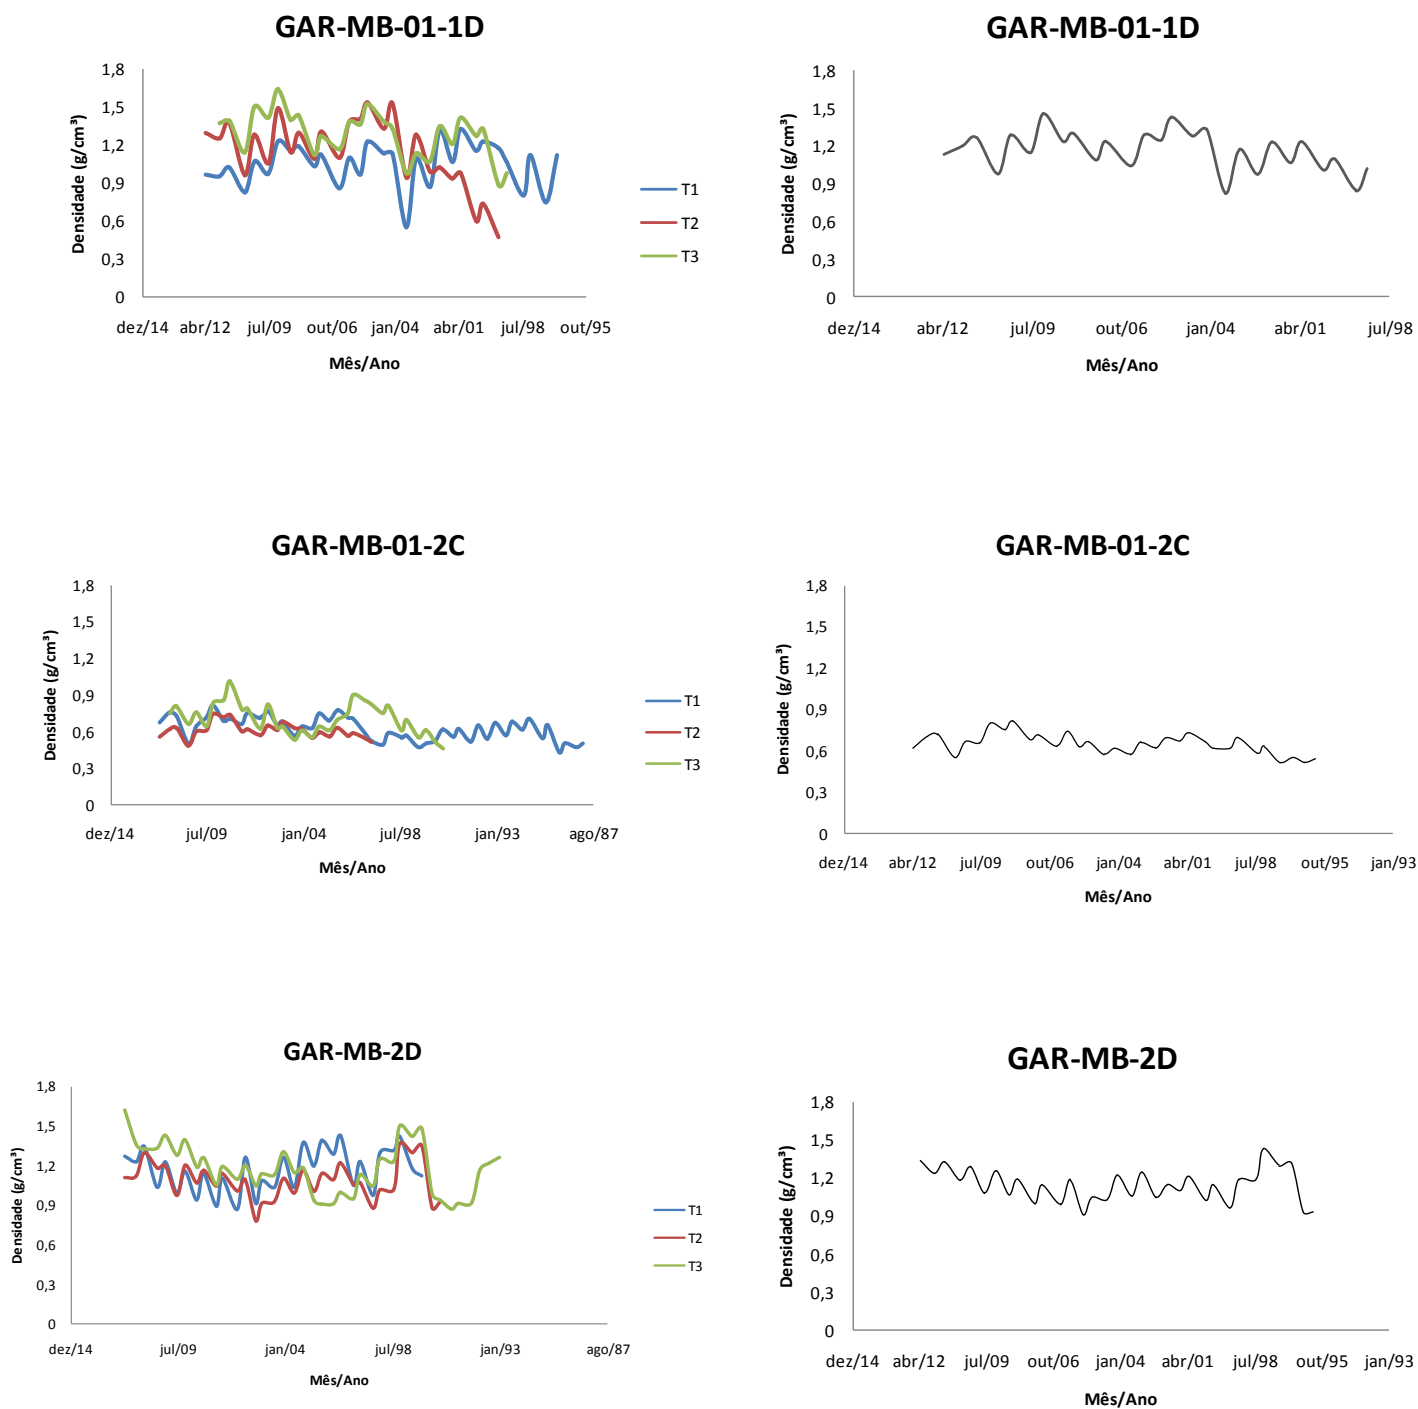 GAR-MB-01-1D
1,8
1,5
1,2
0,9
0,6
0,3
0
Densidade (g/cm³)
dez/14 abr/12 jul/09 out/06 jan/04 abr/01 jul/98 out/95
Mês/Ano
T1
T2
T3
GAR-MB-01-1D
1,8
1,5
1,2
0,9
0,6
0,3
0
Densidade (g/cm³)
dez/14 abr/12 jul/09 out/06 jan/04 abr/01 jul/98
Mês/Ano
GAR-MB-01-2C
1,8
1,5
1,2
0,9
0,6
0,3
0
Densidade (g/cm³)
dez/14 jul/09 jan/04 jul/98 jan/93 ago/87
Mês/Ano
T1
T2
T3
GAR-MB-01-2C
1,8
1,5
1,2
0,9
0,6
0,3
0
Densidade (g/cm³)
dez/14 abr/12 jul/09 out/06 jan/04 abr/01 jul/98 out/95 jan/93
Mês/Ano
GAR-MB-2D
1,8
1,5
1,2
0,9
0,6
0,3
0
Densidade (g/cm³)
dez/14 jul/09 jan/04 jul/98 jan/93 ago/87
Mês/Ano
T1
T2
T3
GAR-MB-2D
1,8
1,5
1,2
0,9
0,6
0,3
0
Densidade (g/cm³)
dez/14 abr/12 jul/09 out/06 jan/04 abr/01 jul/98 out/95 jan/93
Mês/Ano